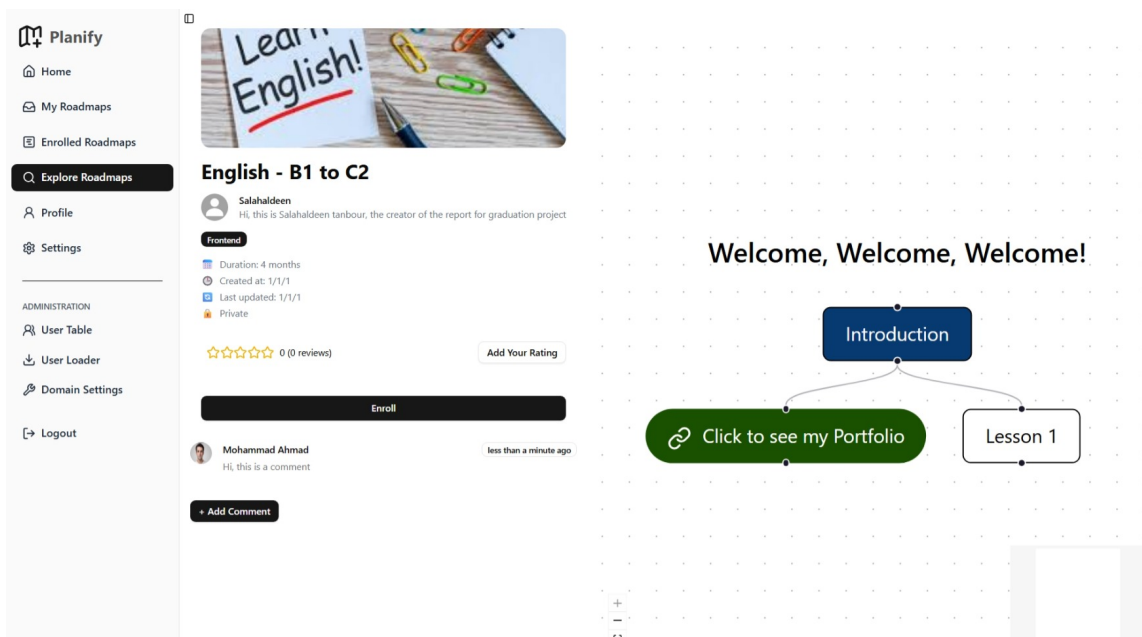 Planify
Home
My Roadmaps
Enrolled Roadmaps
Explore Roadmaps
Profile
Settings
ADMINISTRATION
User Table
User Loader
Domain Settings
Logout
Learn
English!
English - B1 to C2
Salahaldeen
Hi, this is Salahaldeen tanbour, the creator of the report for graduation project
Frontend
Duration: 4 months
Created at: 1/1/1
Last updated: 1/1/1
Private
0 (0 reviews)
Add Your Rating
Enroll
Mohammad Ahmad
less than a minute ago
Hi, this is a comment
+ Add Comment
Welcome, Welcome, Welcome!
Introduction
Click to see my Portfolio
Lesson 1